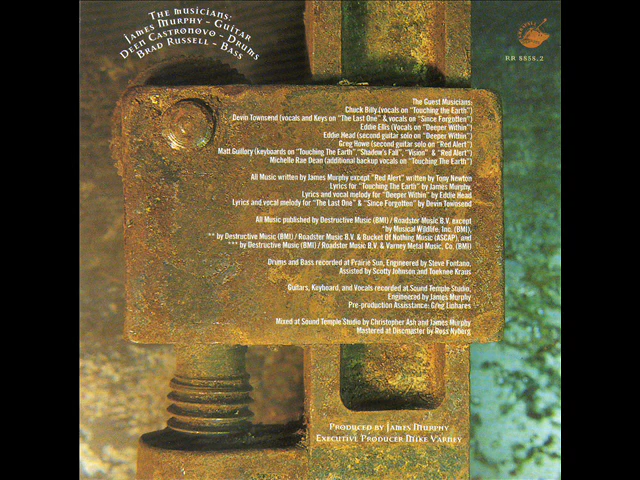 The musicians:
James Murphy - Guitar
Deen Castronovo - Drums
Brad Russell - Bass
RR 8858.2
The Guest Musicians:
Chuck Billy (vocals on "Touching the Earth")
Devin Townsend (vocals and Keys on "The Last One" & vocals on "Since Forgotten")
Eddie Ellis (Vocals on "Deeper Within")
Eddie Head (second guitar solo on "Deeper Within")
Greg Howe (second guitar solo on "Red Alert")
Matt Guillory (keyboards on "Touching The Earth", "Shadow's Fall", "Vision" & "Red Alert")
Michelle Rae Dean (additional backup vocals on "Touching The Earth")
All Music written by James Murphy except "Red Alert" written by Tony Newton
Lyrics for "Touching The Earth" by James Murphy,
Lyrics and vocal melody for "Deeper Within" by Eddie Head
Lyrics and vocal melody for "The Last One" & "Since Forgotten" by Devin Townsend
All Music published by Destructive Music (BMI) / Roadster Music B.V. except
*by Musical Wildlife, Inc. (BMI),
** by Destructive Music (BMI) / Roadster Music B.V. & Bucket Of Nothing Music (ASCAP), and
*** by Destructive Music (BMI) / Roadster Music B.V. & Varney Metal Music, Co. (BMI)
Drums and Bass recorded at Prairie Sun, Engineered by Steve Fontano,
Assisted by Scotty Johnson and Toeknee Kraus
Guitars, Keyboard, and Vocals recorded at Sound Temple Studio,
Engineered by James Murphy
Pre-production Assisstance: Greg Linhares
Mixed at Sound Temple Studio by Christopher Ash and James Murphy
Mastered at Discmaster by Ross Nyberg
Produced by James Murphy
Executive Producer Mike Varney